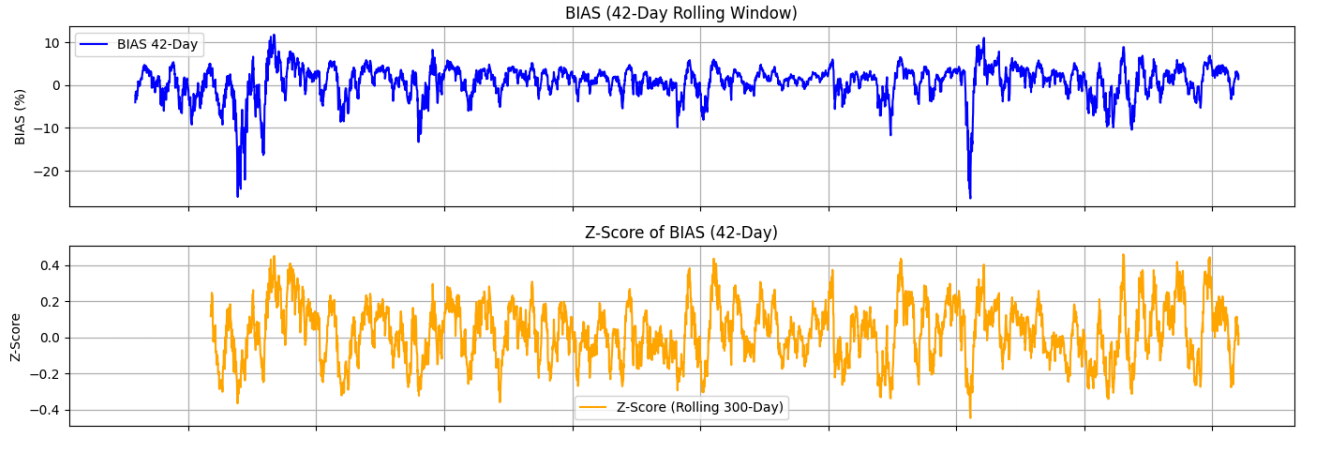 BIAS (42-Day Rolling Window)
BIAS 42-Day
BIAS (%)
10
0
−10
−20
Z-Score of BIAS (42-Day)
Z-Score
0.4
0.2
0.0
−0.2
−0.4
Z-Score (Rolling 300-Day)